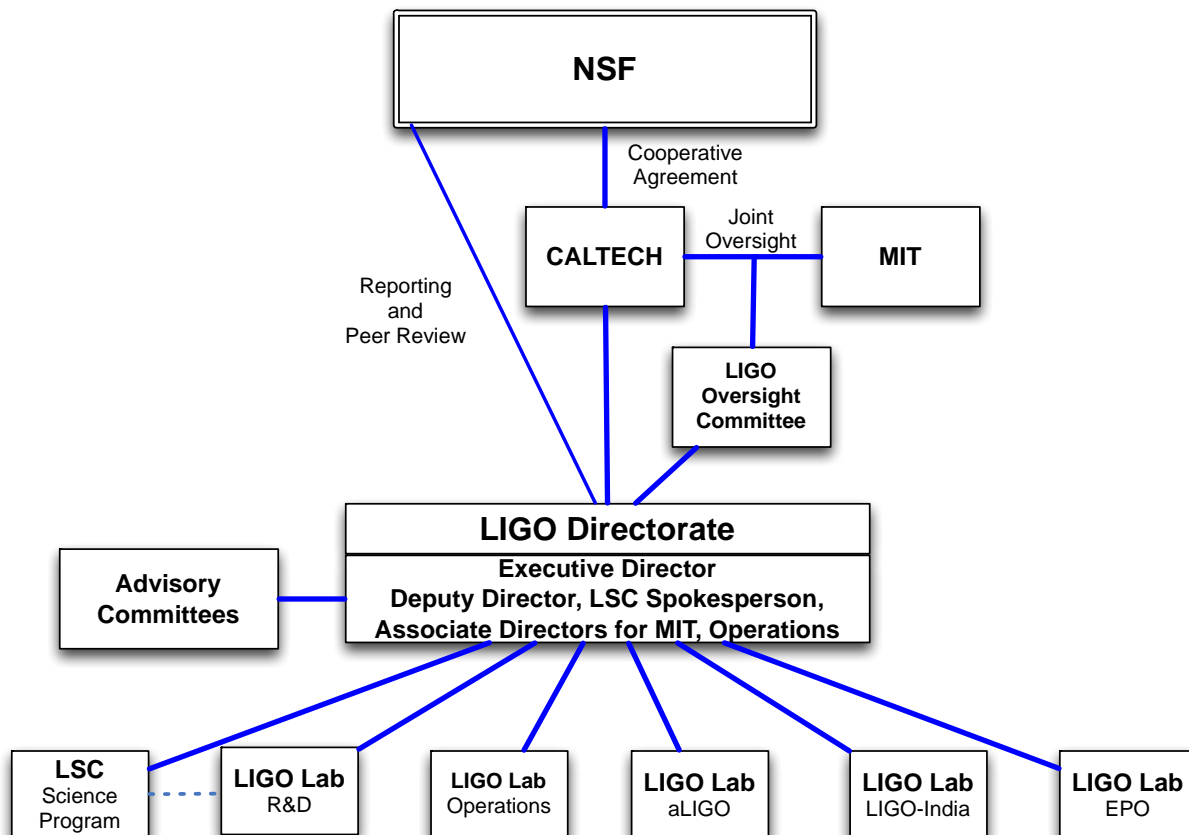 NSF
Cooperative
Agreement
Joint
Oversight
CALTECH
MIT
Reporting
and
Peer Review
LIGO
Oversight
Committee
LIGO Directorate
Executive Director
Deputy Director, LSC Spokesperson,
Associate Directors for MIT, Operations
Advisory
Committees
LSC
Science
Program
LIGO Lab
R&D
LIGO Lab
Operations
LIGO Lab
aLIGO
LIGO Lab
LIGO-India
LIGO Lab
EPO